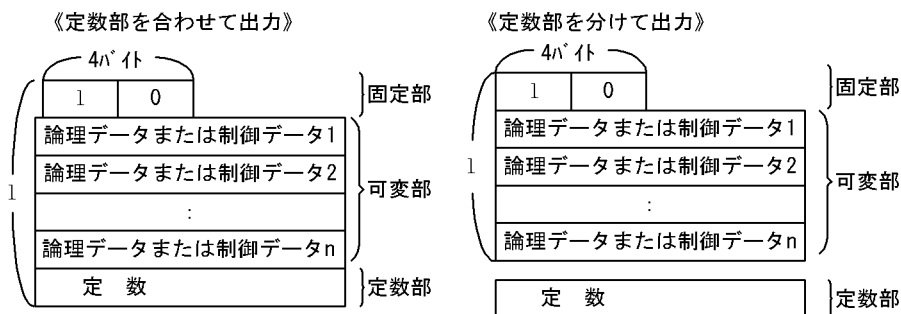 《定数部を合わせて出力》
4バイト
l 0
固定部
論理データまたは制御データ1
論理データまたは制御データ2
:
論理データまたは制御データn
可変部
l
定 数
定数部
《定数部を分けて出力》
4バイト
l 0
固定部
論理データまたは制御データ1
論理データまたは制御データ2
:
論理データまたは制御データn
可変部
l
定 数
定数部